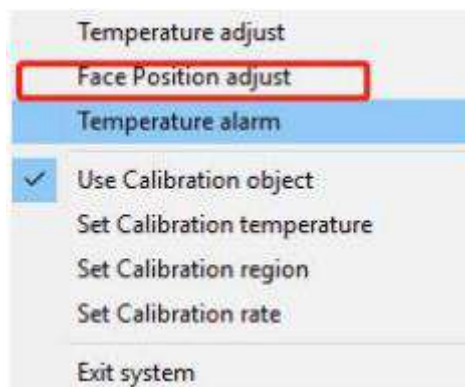 Temperature adjust
Face Position adjust
Temperature alarm
Use Calibration object
Set Calibration temperature
Set Calibration region
Set Calibration rate
Exit system